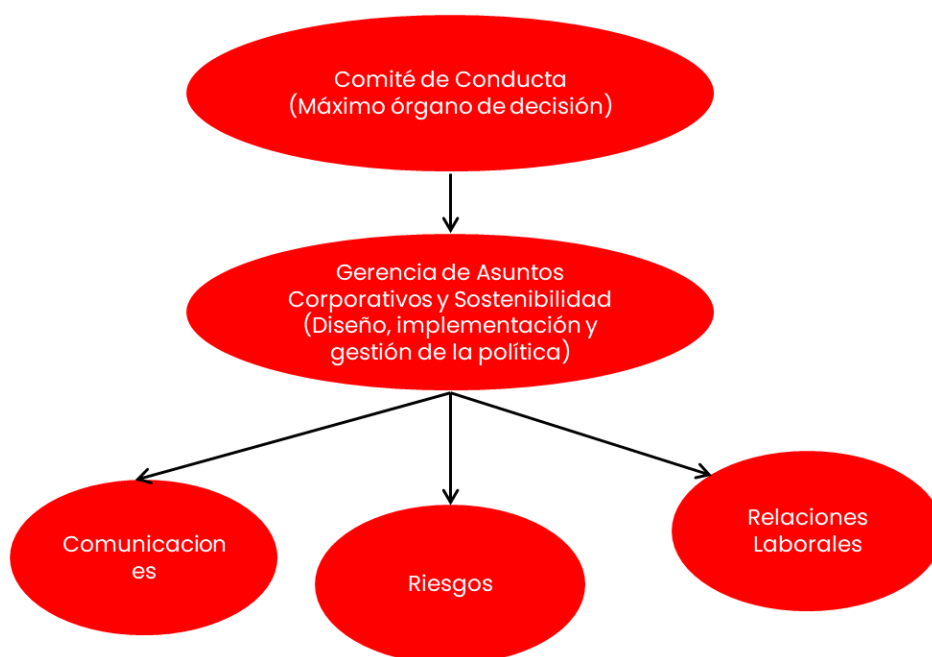 Comité de Conducta
(Máximo órgano de decisión)
Gerencia de Asuntos
Corporativos y Sostenibilidad
(Diseño, implementación y
gestión de la política)
Comunicacion
es
Riesgos
Relaciones
Laborales